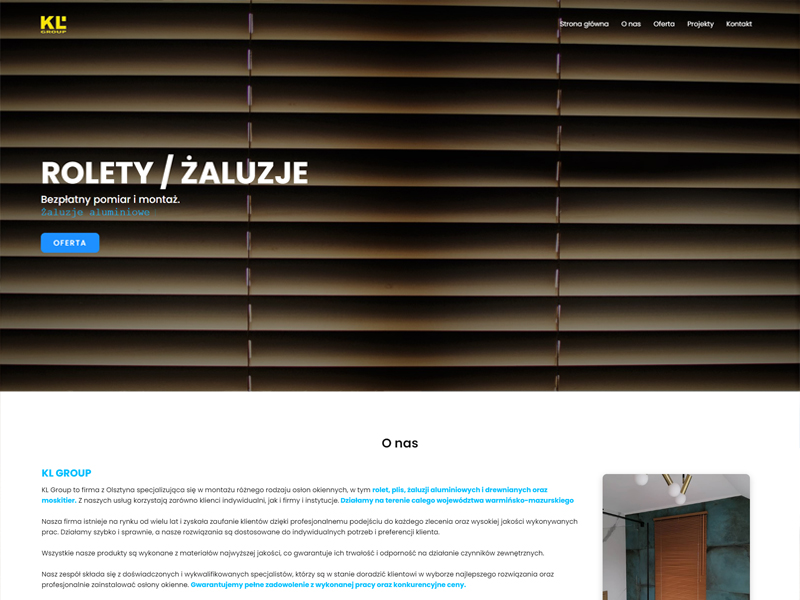 KL
GROUP
Strona główna
O nas
Oferta
Projekty
Kontakt
ROLETY / ŻALUZJE
Bezpłatny pomiar i montaż.
Żaluzje aluminiowe
OFERTA
O nas
KL GROUP
KL Group to firma z Olsztyna specjalizująca się w montażu różnego rodzaju osłon okiennych, w tym rolet, plis, żaluzji aluminiowych i drewnianych oraz
moskitier. Z naszych usług korzystają zarówno klienci indywidualni, jak i firmy i instytucje. Działamy na terenie całego województwa warmińsko-mazurskiego
Nasza firma istnieje na rynku od wielu lat i zyskała zaufanie klientów dzięki profesjonalnemu podejściu do każdego zlecenia oraz wysokiej jakości wykonywanych
prac. Działamy szybko i sprawnie, a nasze rozwiązania są dostosowane do indywidualnych potrzeb i preferencji klienta.
Wszystkie nasze produkty są wykonane z materiałów najwyższej jakości, co gwarantuje ich trwałość i odporność na działanie czynników zewnętrznych.
Nasz zespół składa się z doświadczonych i wykwalifikowanych specjalistów, którzy są w stanie doradzić klientowi w wyborze najlepszego rozwiązania oraz
profesjonalnie zainstalować osłony okienne. Gwarantujemy pełne zadowolenie z wykonanej pracy oraz konkurencyjne ceny.